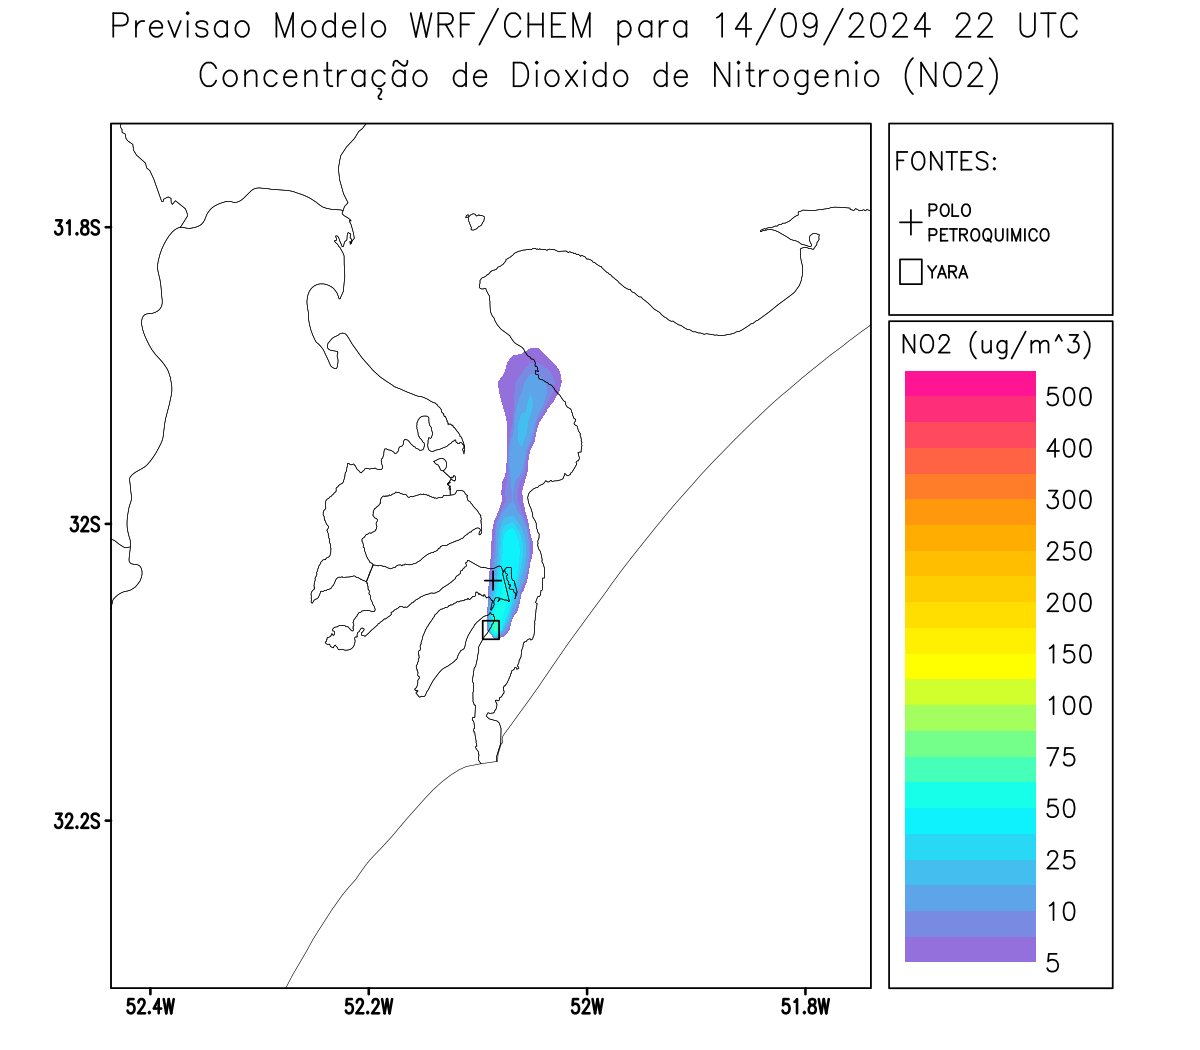 Previsao Modelo WRF/CHEM para 14/09/2024 22 UTC
Concentração de Dioxido de Nitrogenio (NO2)
FONTES:
POLO
PETROQUIMICO
YARA
NO2 (ug/m^3)
500
400
300
250
200
150
100
75
50
25
10
5
31.8S
32S
32.2S
52.4W
52.2W
52W
51.8W